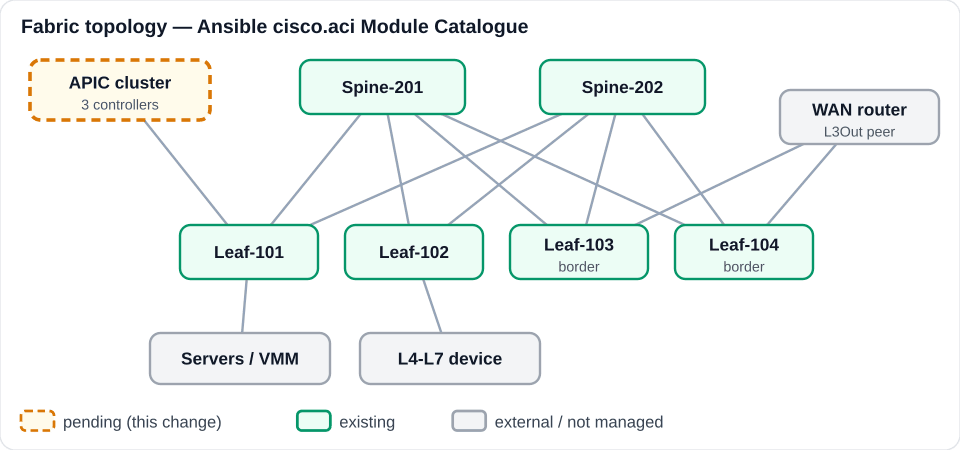 Fabric topology — Ansible cisco.aci Module Catalogue
APIC cluster
3 controllers
Spine-201
Spine-202
WAN router
L3Out peer
Leaf-101
Leaf-102
Leaf-103
border
Leaf-104
border
Servers / VMM
L4-L7 device
pending (this change)
existing
external / not managed